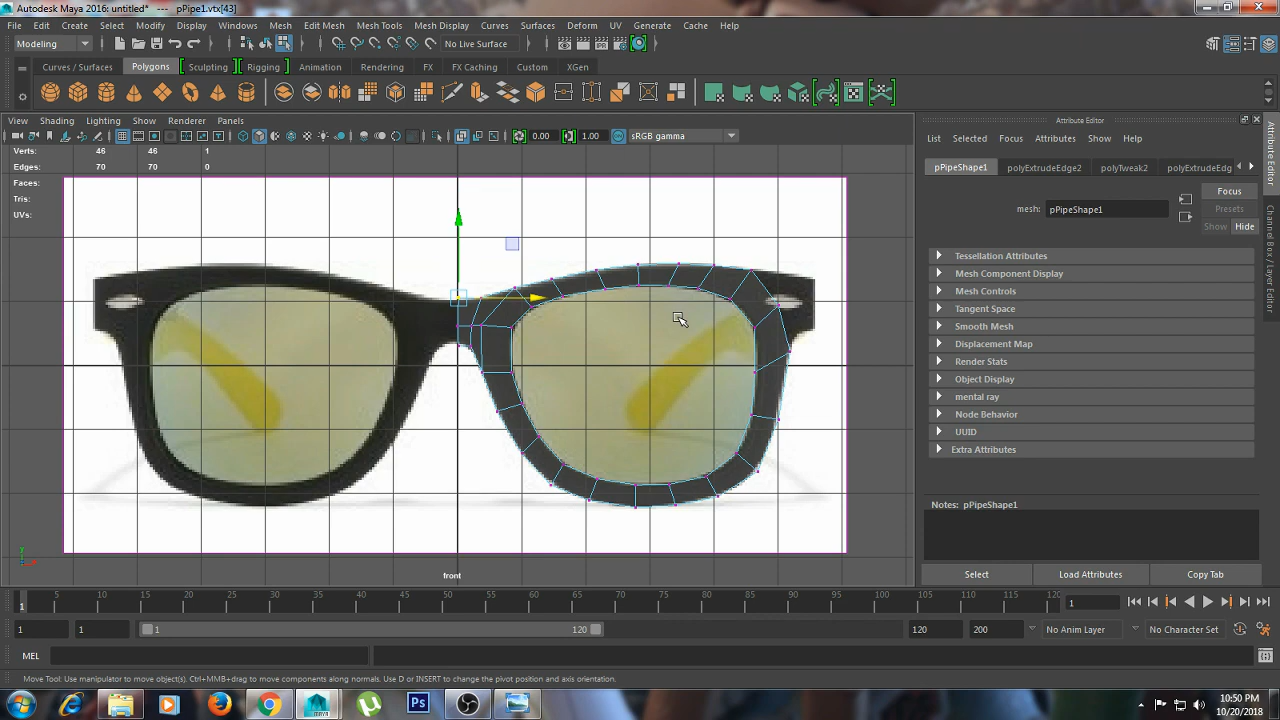 Autodesk Maya 2016: untitled* --- pPipe1.vtx[43]
File Edit Create Select Modify Display Windows Mesh Edit Mesh Mesh Tools Mesh Display Curves Surfaces Deform UV Generate Cache Help
Modeling No Live Surface
Curves / Surfaces Polygons Sculpting Rigging Animation Rendering FX FX Caching Custom XGen
View Shading Lighting Show Renderer Panels
Attribute Editor
0.00 1.00 sRGB gamma
List Selected Focus Attributes Show Help
Verts: 46 46 1
Edges: 70 70 0
Faces:
Tris:
UVs:
pPipeShape1 polyExtrudeEdge2 polyTweak2 polyExtrudeEdg
Focus
mesh: pPipeShape1
Presets
Show Hide
Tessellation Attributes
Mesh Component Display
Mesh Controls
Tangent Space
Smooth Mesh
Displacement Map
Render Stats
Object Display
mental ray
Node Behavior
UUID
Extra Attributes
Notes: pPipeShape1
Select Load Attributes Copy Tab
Attribute Editor
Channel Box / Layer Editor
y
x
front
1 5 10 15 20 25 30 35 40 45 50 55 60 65 70 75 80 85 90 95 100 105 110 115 120
1
1 1 1 120 120 200 No Anim Layer No Character Set
MEL
Move Tool: Use manipulator to move object(s). Ctrl+MMB+drag to move components along normals. Use D or INSERT to change the pivot position and axis orientation.
Ps
10:50 PM
10/20/2018